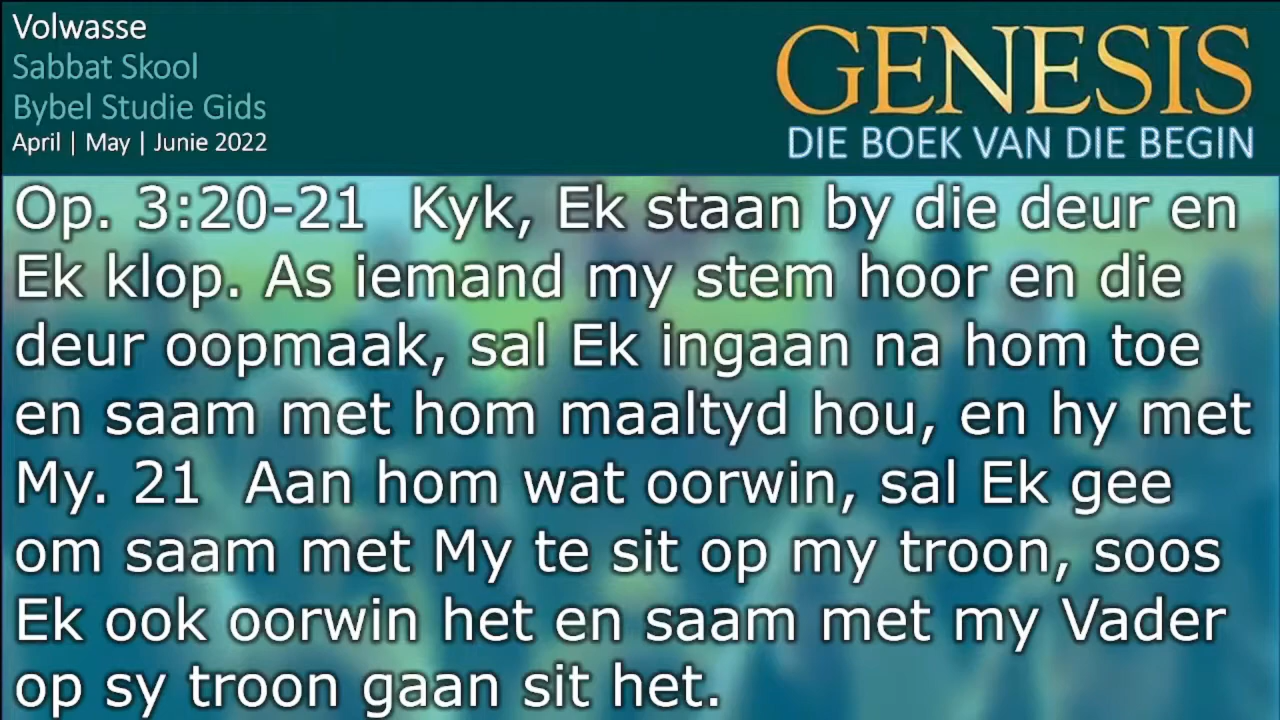 Volwasse
Sabbat Skool
Bybel Studie Gids
April | May | Junie 2022
GENESIS
DIE BOEK VAN DIE BEGIN
Op. 3:20-21 Kyk, Ek staan by die deur en
Ek klop. As iemand my stem hoor en die
deur oopmaak, sal Ek ingaan na hom toe
en saam met hom maaltyd hou, en hy met
My. 21 Aan hom wat oorwin, sal Ek gee
om saam met My te sit op my troon, soos
Ek ook oorwin het en saam met my Vader
op sy troon gaan sit het.